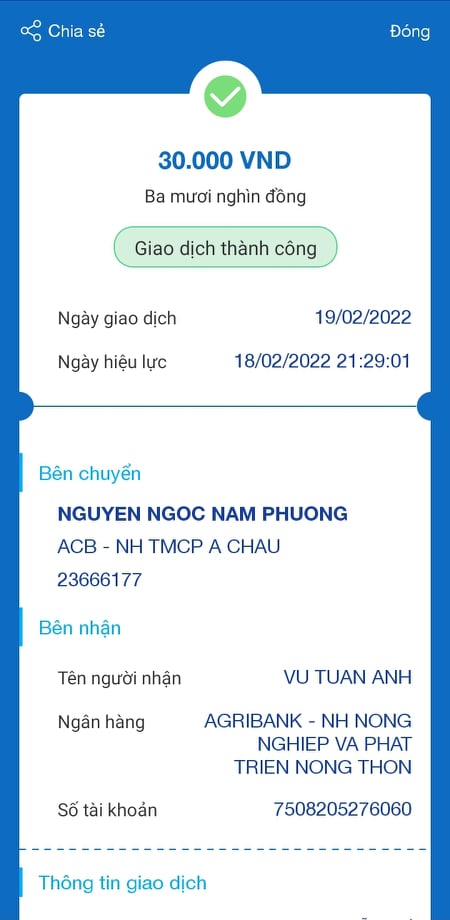 Chia sẻ
Đóng
30.000 VND
Ba mươi nghìn đồng
Giao dịch thành công
Ngày giao dịch 19/02/2022
Ngày hiệu lực 18/02/2022 21:29:01
Bên chuyển
NGUYEN NGOC NAM PHUONG
ACB - NH TMCP A CHAU
23666177
Bên nhận
Tên người nhận VU TUAN ANH
Ngân hàng AGRIBANK - NH NONG
NGHIEP VA PHAT
TRIEN NONG THON
Số tài khoản 7508205276060
Thông tin giao dịch